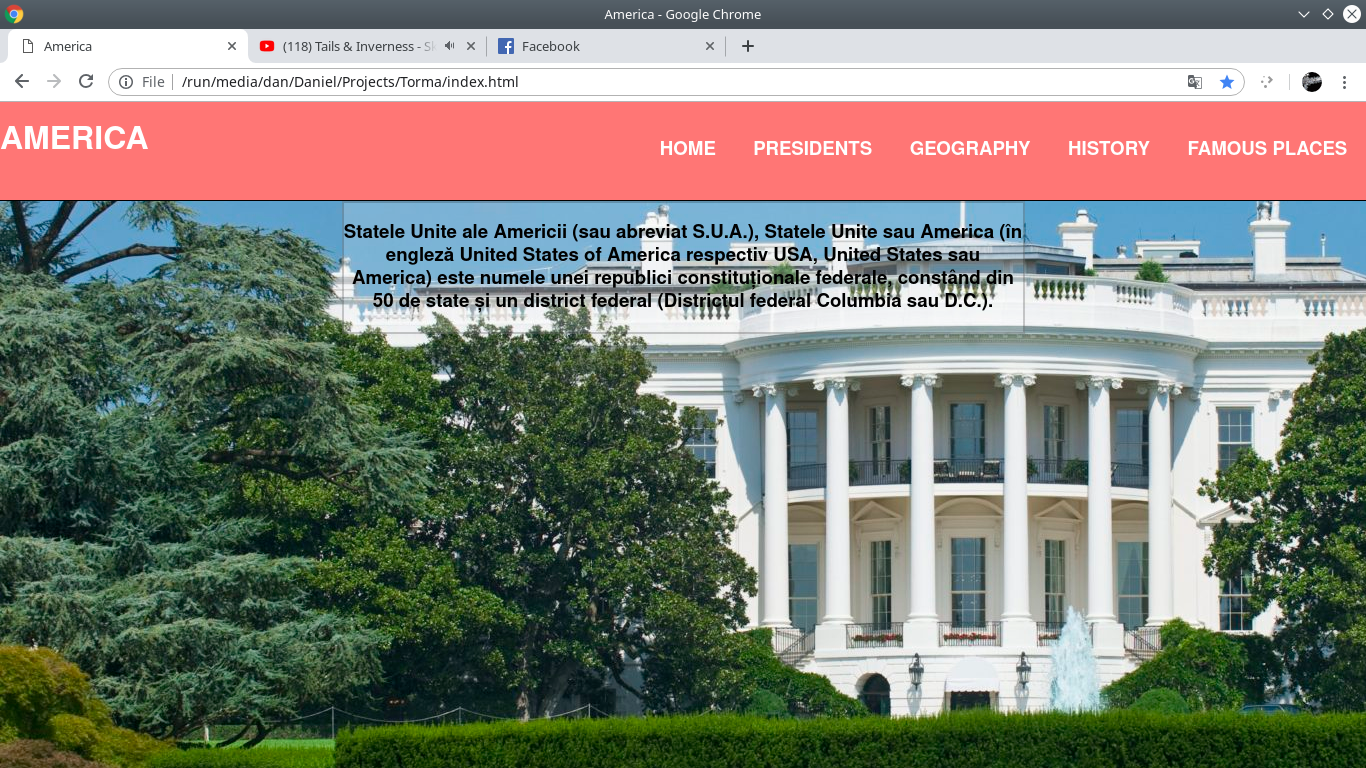 America - Google Chrome
America
(118) Tails & Inverness -
Facebook
File
/run/media/dan/Daniel/Projects/Torma/index.html
AMERICA
HOME PRESIDENTS GEOGRAPHY HISTORY FAMOUS PLACES
Statele Unite ale Americii (sau abreviat S.U.A.), Statele Unite sau America (în
engleză United States of America respectiv USA, United States sau
America) este numele unei republici constituționale federale, constând din
50 de state și un district federal (Districtul federal Columbia sau D.C.).